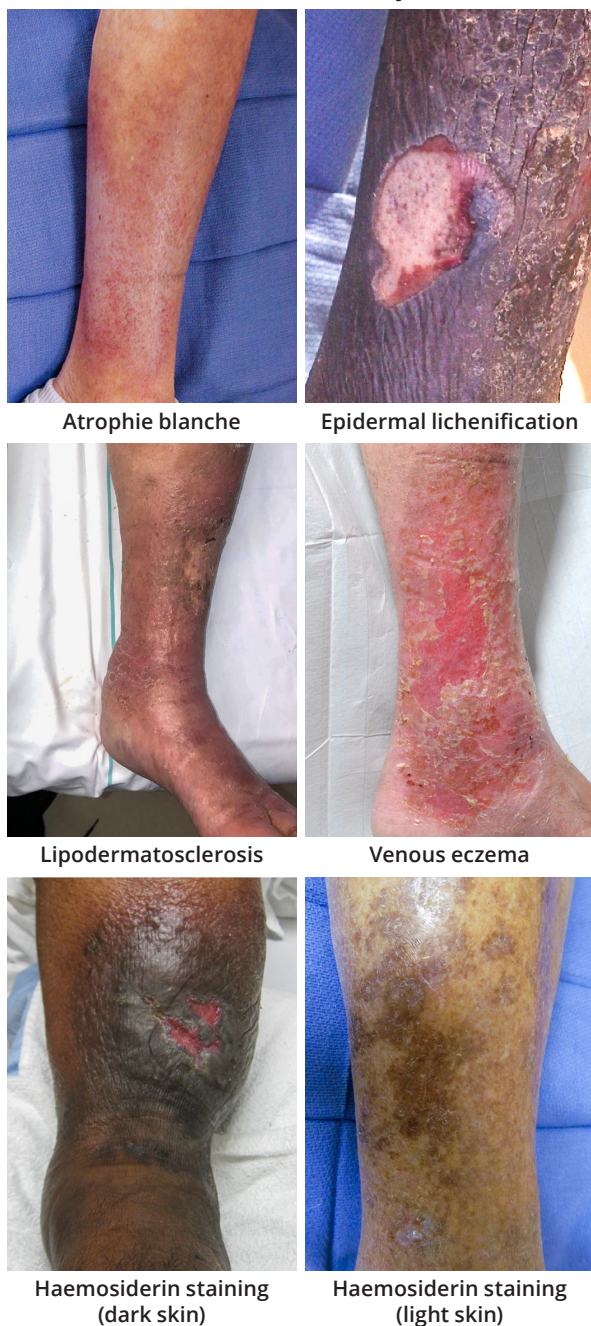 Atrophie blanche
Epidermal lichenification
Lipodermatosclerosis
Venous eczema
Haemosiderin staining
(dark skin)
Haemosiderin staining
(light skin)